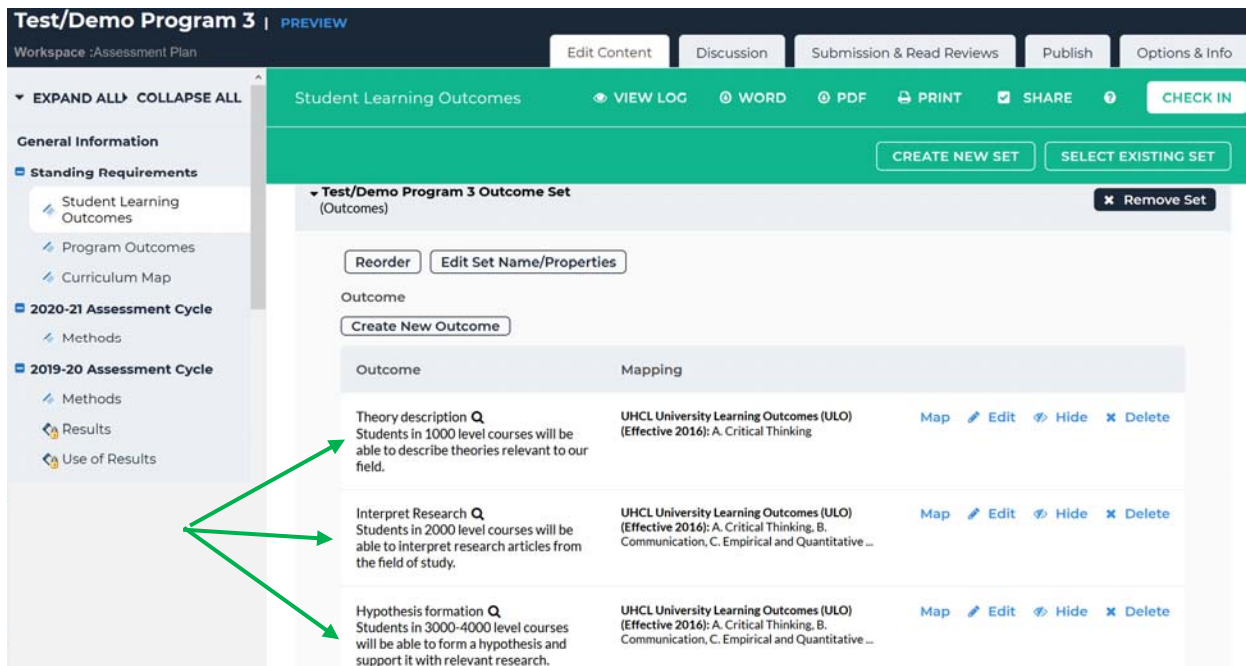 Test/Demo Program 3 | PREVIEW
Workspace :Assessment Plan
Edit Content
Discussion
Submission & Read Reviews
Publish
Options & Info
EXPAND ALL COLLAPSE ALL
General Information
Standing Requirements
Student Learning
Outcomes
Program Outcomes
Curriculum Map
2020-21 Assessment Cycle
Methods
2019-20 Assessment Cycle
Methods
Results
Use of Results
Student Learning Outcomes
VIEW LOG
WORD
PDF
PRINT
SHARE
?
CHECK IN
CREATE NEW SET
SELECT EXISTING SET
Test/Demo Program 3 Outcome Set
(Outcomes)
Remove Set
Reorder
Edit Set Name/Properties
Outcome
Create New Outcome
Outcome
Mapping
Theory description
Students in 1000 level courses will be
able to describe theories relevant to our
field.
UHCL University Learning Outcomes (ULO)
(Effective 2016): A. Critical Thinking
Map Edit Hide Delete
Interpret Research
Students in 2000 level courses will be
able to interpret research articles from
the field of study.
UHCL University Learning Outcomes (ULO)
(Effective 2016): A. Critical Thinking, B.
Communication, C. Empirical and Quantitative ...
Map Edit Hide Delete
Hypothesis formation
Students in 3000-4000 level courses
will be able to form a hypothesis and
support it with relevant research.
UHCL University Learning Outcomes (ULO)
(Effective 2016): A. Critical Thinking, B.
Communication, C. Empirical and Quantitative ...
Map Edit Hide Delete